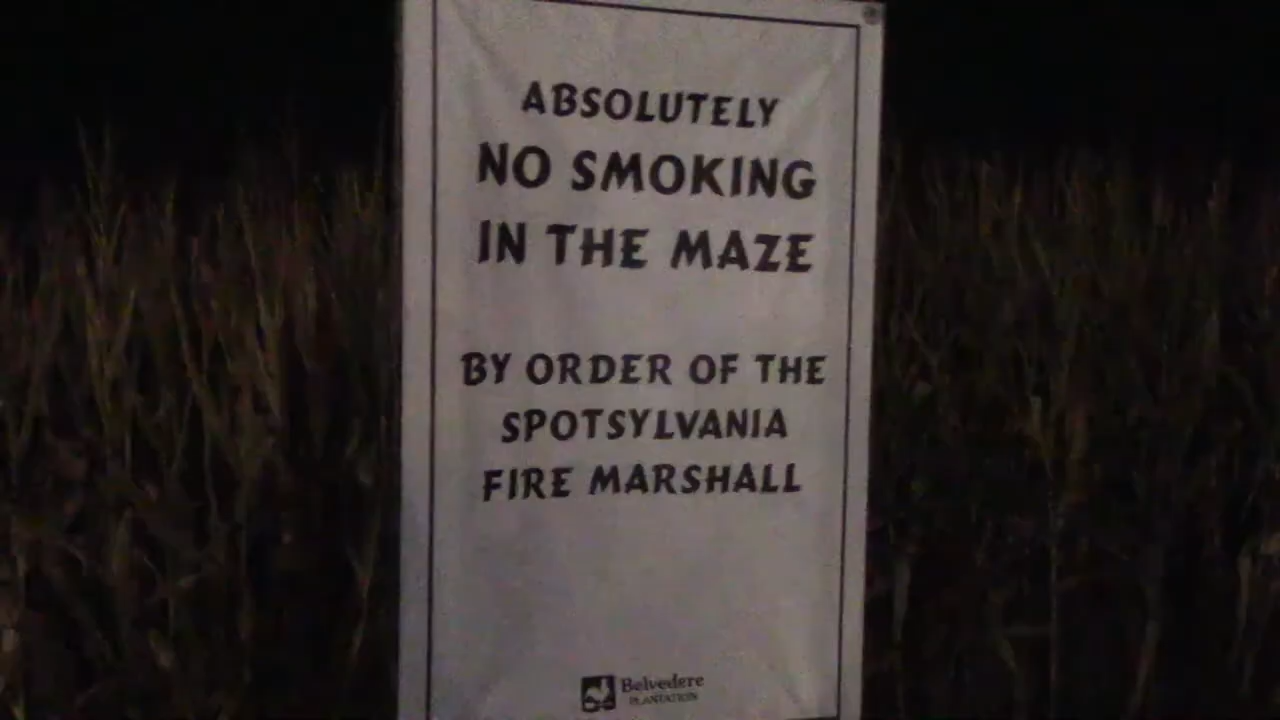 ABSOLUTELY
NO SMOKING
IN THE MAZE
BY ORDER OF THE
SPOTSYLVANIA
FIRE MARSHALL
Belvedere
PLANTATION